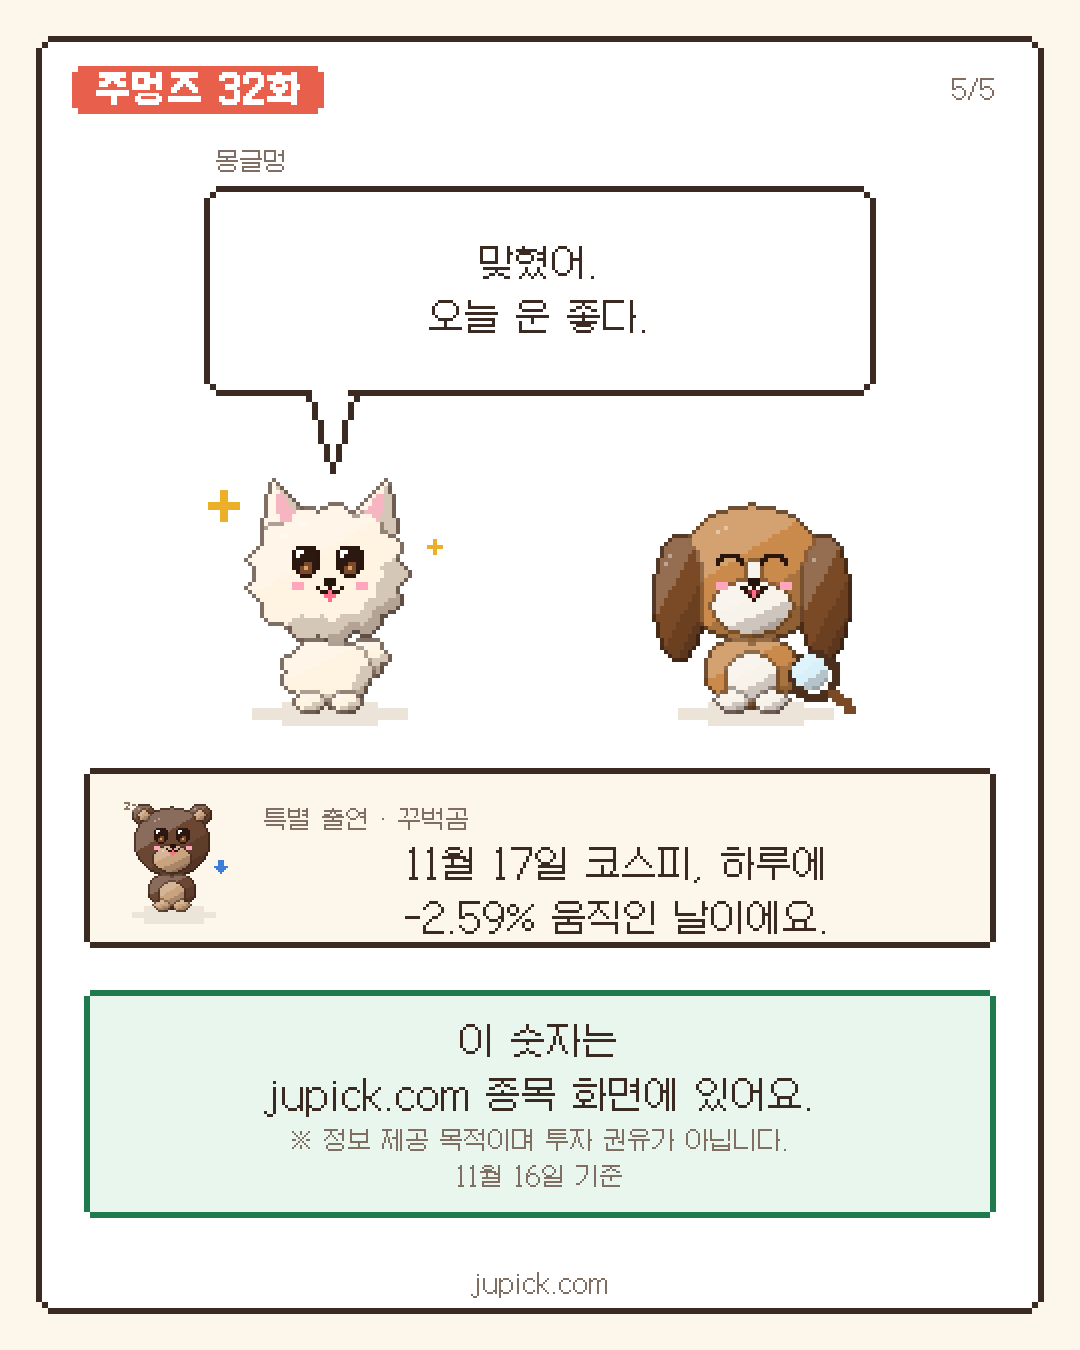 주멍즈 32화
5/5
몽글멍
맞혔어.
오늘 운 좋다.
특별 출연 · 꾸벅곰
11월 17일 코스피, 하루에
-2.59% 움직인 날이에요.
이 숫자는
jupick.com 종목 화면에 있어요.
※ 정보 제공 목적이며 투자 권유가 아닙니다.
11월 16일 기준
jupick.com